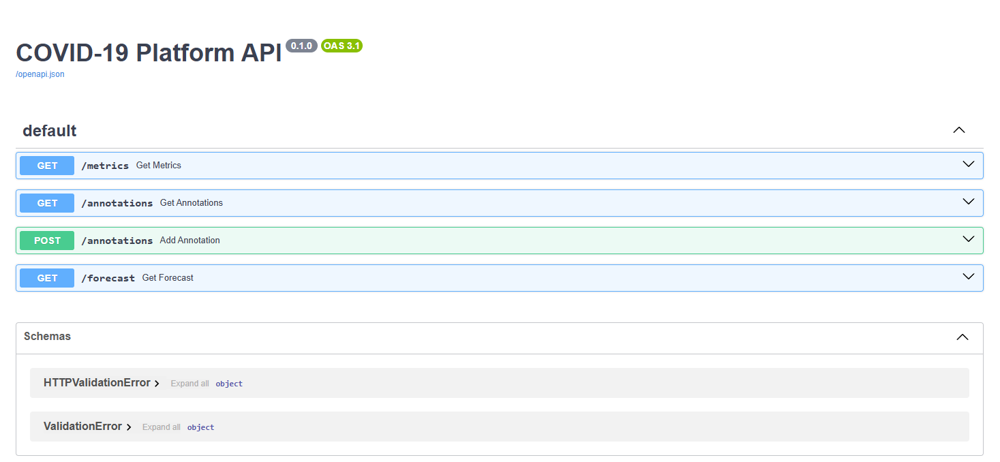 COVID-19 Platform API 0.1.0 OAS 3.1
/openapi.json
default
GET /metrics Get Metrics
GET /annotations Get Annotations
POST /annotations Add Annotation
GET /forecast Get Forecast
Schemas
HTTPValidationError Expand all object
ValidationError Expand all object